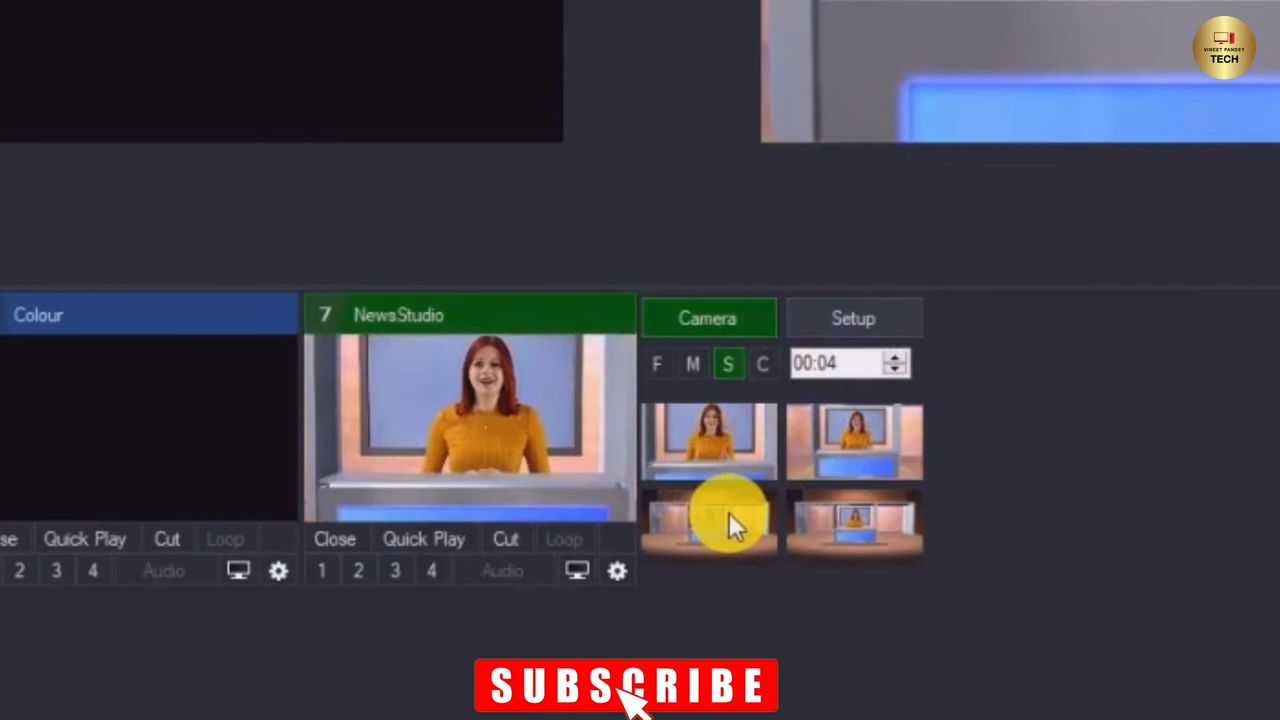 VINEET PANDEY
TECH
Colour
7 NewsStudio
Camera
Setup
F M S C 00:04
se Quick Play Cut Loop
Close Quick Play Cut Loop
2 3 4 Audio
1 2 3 4 Audio
SUBSCRIBE